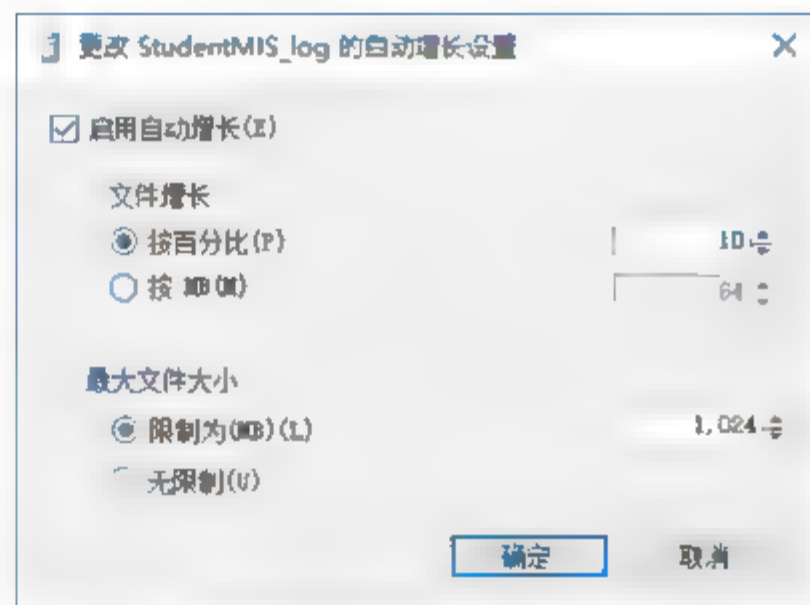 更改 StudentMIS_log 的自动增长设置
启用自动增长(E)
文件增长
按百分比(P) 10
按 MB(M) 64
最大文件大小
限制为(MB)(L) 1,024
无限制(U)
确定 取消